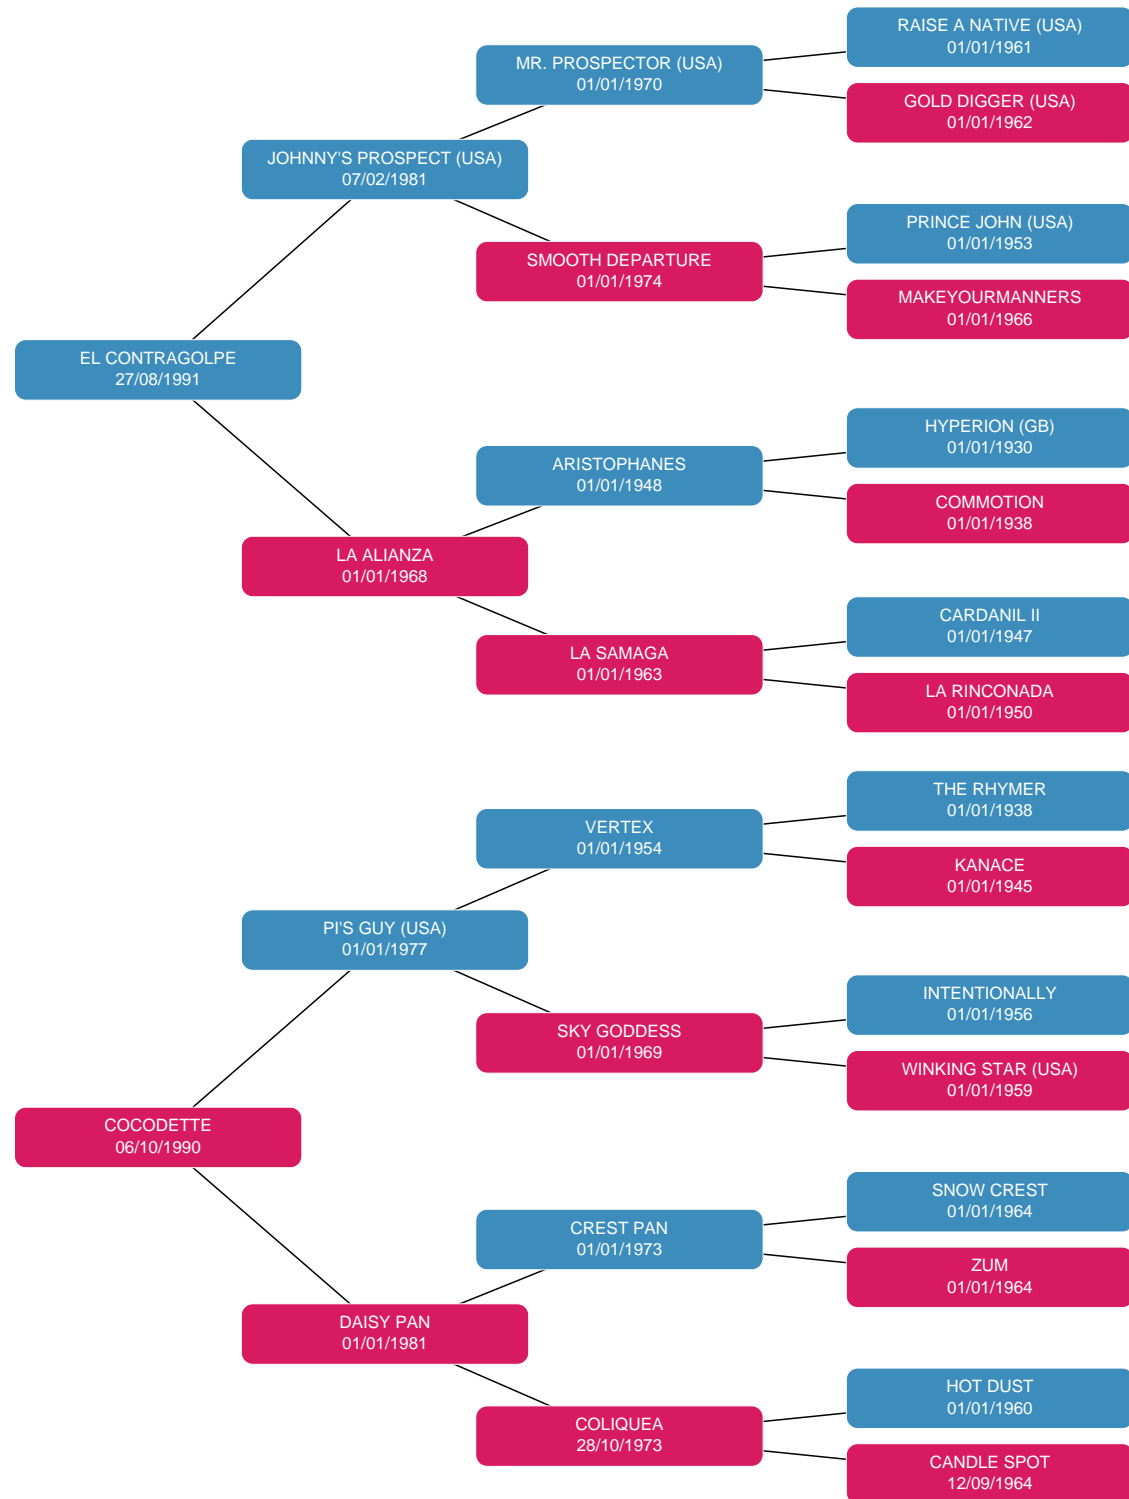 RAISE A NATIVE (USA)
01/01/1961
MR. PROSPECTOR (USA)
01/01/1970
GOLD DIGGER (USA)
01/01/1962
JOHNNY'S PROSPECT (USA)
07/02/1981
PRINCE JOHN (USA)
01/01/1953
SMOOTH DEPARTURE
01/01/1974
MAKEYOURMANNERS
01/01/1966
EL CONTRAGOLPE
27/08/1991
HYPERION (GB)
01/01/1930
ARISTOPHANES
01/01/1948
COMMOTION
01/01/1938
LA ALIANZA
01/01/1968
CARDANIL II
01/01/1947
LA SAMAGA
01/01/1963
LA RINCONADA
01/01/1950
THE RHYMER
01/01/1938
VERTEX
01/01/1954
KANACE
01/01/1945
PI'S GUY (USA)
01/01/1977
INTENTIONALLY
01/01/1956
SKY GODDESS
01/01/1969
WINKING STAR (USA)
01/01/1959
COCODETTE
06/10/1990
SNOW CREST
01/01/1964
CREST PAN
01/01/1973
ZUM
01/01/1964
DAISY PAN
01/01/1981
HOT DUST
01/01/1960
COLIQUEA
28/10/1973
CANDLE SPOT
12/09/1964